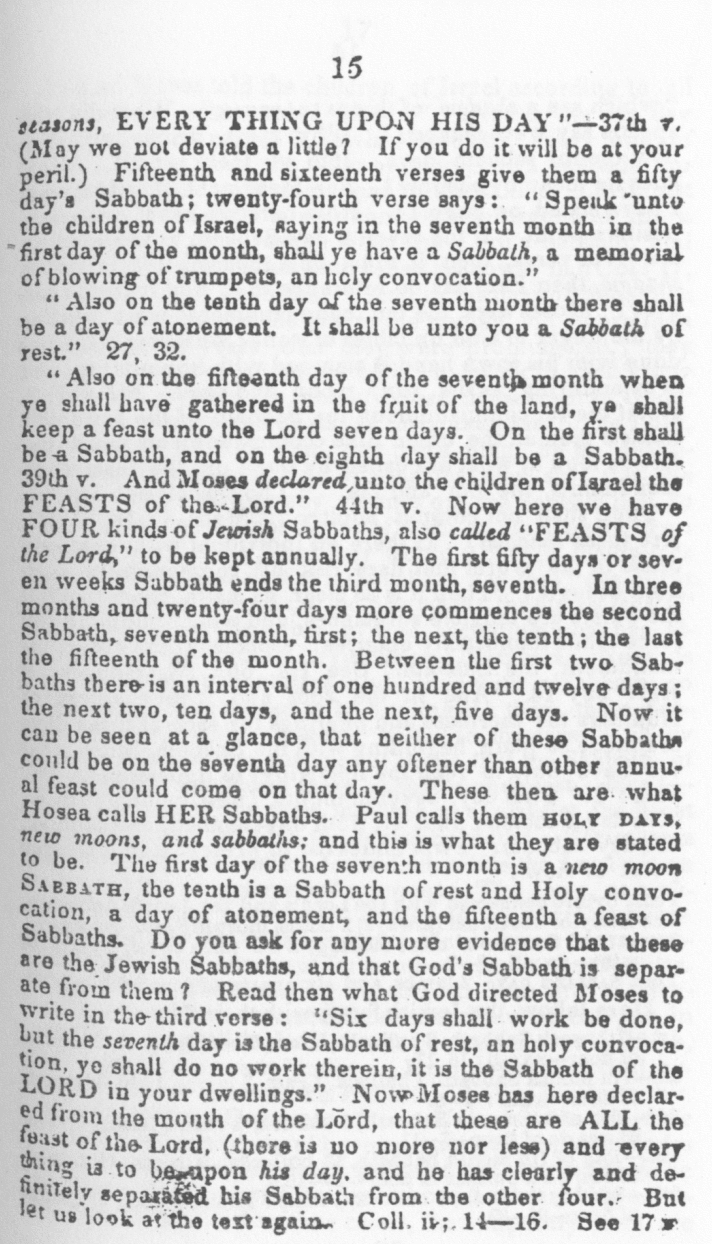 15
seasons, EVERY THING UPON HIS DAY"—37th v.
(May we not deviate a little? If you do it will be at your
peril.) Fifteenth and sixteenth verses give them a fifty
day's Sabbath; twenty-fourth verse says: "Speak unto
the children of Israel, saying in the seventh month in the
first day of the month, shall ye have a Sabbath, a memorial
of blowing of trumpets, an holy convocation."
"Also on the tenth day of the seventh month there shall
be a day of atonement. It shall be unto you a Sabbath of
rest." 27, 32.
"Also on the fifteenth day of the seventh month when
ye shall have gathered in the fruit of the land, ye shall
keep a feast unto the Lord seven days. On the first shall
be a Sabbath, and on the eighth day shall be a Sabbath.
39th v. And Moses declared unto the children of Israel the
FEASTS of the Lord." 44th v. Now here we have
FOUR kinds of Jewish Sabbaths, also called "FEASTS of
the Lord," to be kept annually. The first fifty days or sev-
en weeks Sabbath ends the third month, seventh. In three
months and twenty-four days more commences the second
Sabbath, seventh month, first; the next, the tenth; the last
the fifteenth of the month. Between the first two Sab-
baths there is an interval of one hundred and twelve days;
the next two, ten days, and the next, five days. Now it
can be seen at a glance, that neither of these Sabbaths
could be on the seventh day any oftener than other annu-
al feast could come on that day. These then are what
Hosea calls HER Sabbaths. Paul calls them HOLY DAYS,
new moons, and sabbaths; and this is what they are stated
to be. The first day of the seventh month is a new moon
SABBATH, the tenth is a Sabbath of rest and Holy convo-
cation, a day of atonement, and the fifteenth a feast of
Sabbaths. Do you ask for any more evidence that these
are the Jewish Sabbaths, and that God's Sabbath is separ-
ate from them? Read then what God directed Moses to
write in the third verse: "Six days shall work be done,
but the seventh day is the Sabbath of rest, an holy convoca-
tion, ye shall do no work therein, it is the Sabbath of the
LORD in your dwellings." Now Moses has here declar-
ed from the mouth of the Lord, that these are ALL the
feast of the Lord, (there is no more nor less) and every
thing is to be upon his day. and he has clearly and de-
finitely separated his Sabbath from the other four. But
let us look at the text again. Coll. ii; 14—16. See 17 v